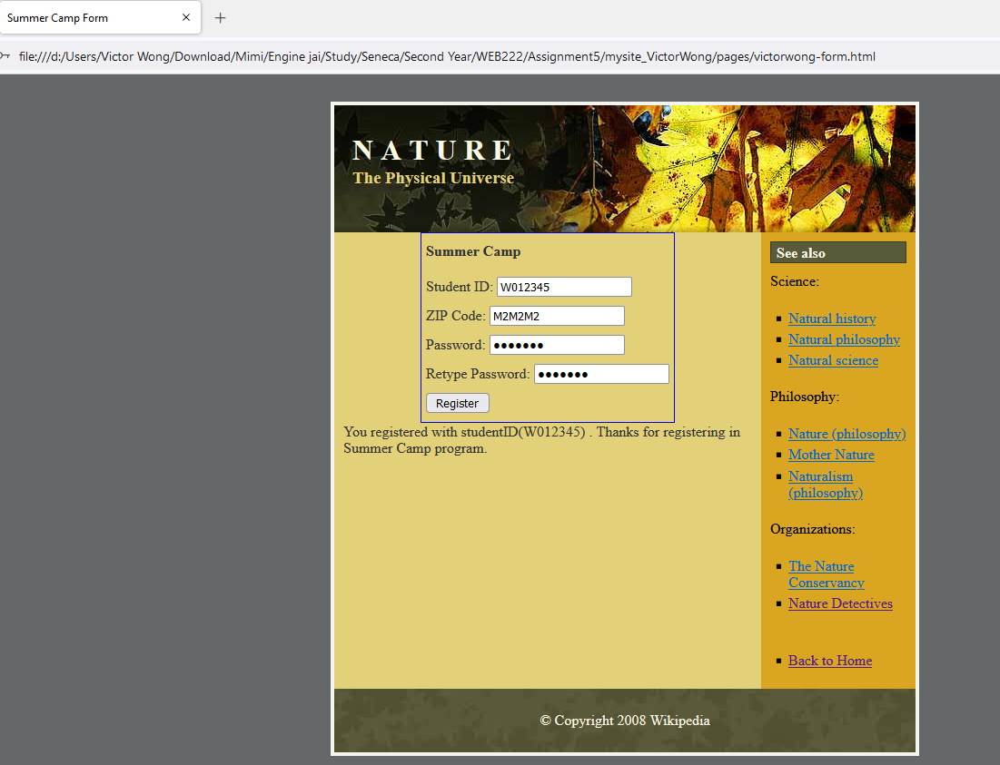 Summer Camp Form
file:///d:/Users/Victor Wong/Download/Mimi/Engine jai/Study/Seneca/Second Year/WEB222/Assignment5/mysite_VictorWong/pages/victorwong-form.html
NATURE
The Physical Universe
Summer Camp
Student ID: W012345
ZIP Code: M2M2M2
Password: ●●●●●●●
Retype Password: ●●●●●●●
Register
You registered with studentID(W012345) . Thanks for registering in
Summer Camp program.
See also
Science:
Natural history
Natural philosophy
Natural science
Philosophy:
Nature (philosophy)
Mother Nature
Naturalism
(philosophy)
Organizations:
The Nature
Conservancy
Nature Detectives
Back to Home
© Copyright 2008 Wikipedia